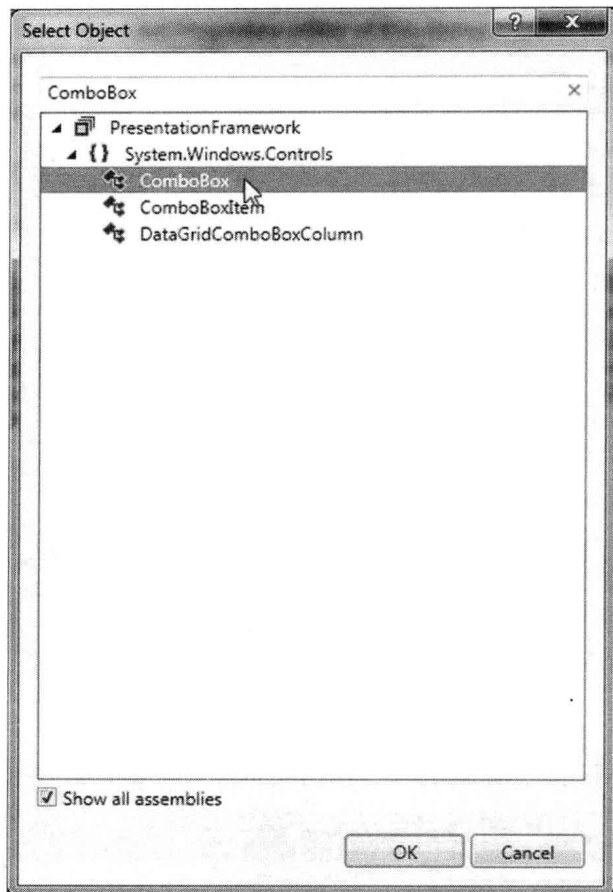 Select Object
ComboBox
PresentationFramework
{} System.Windows.Controls
ComboBox
ComboBoxItem
DataGridComboBoxColumn
Show all assemblies
OK Cancel